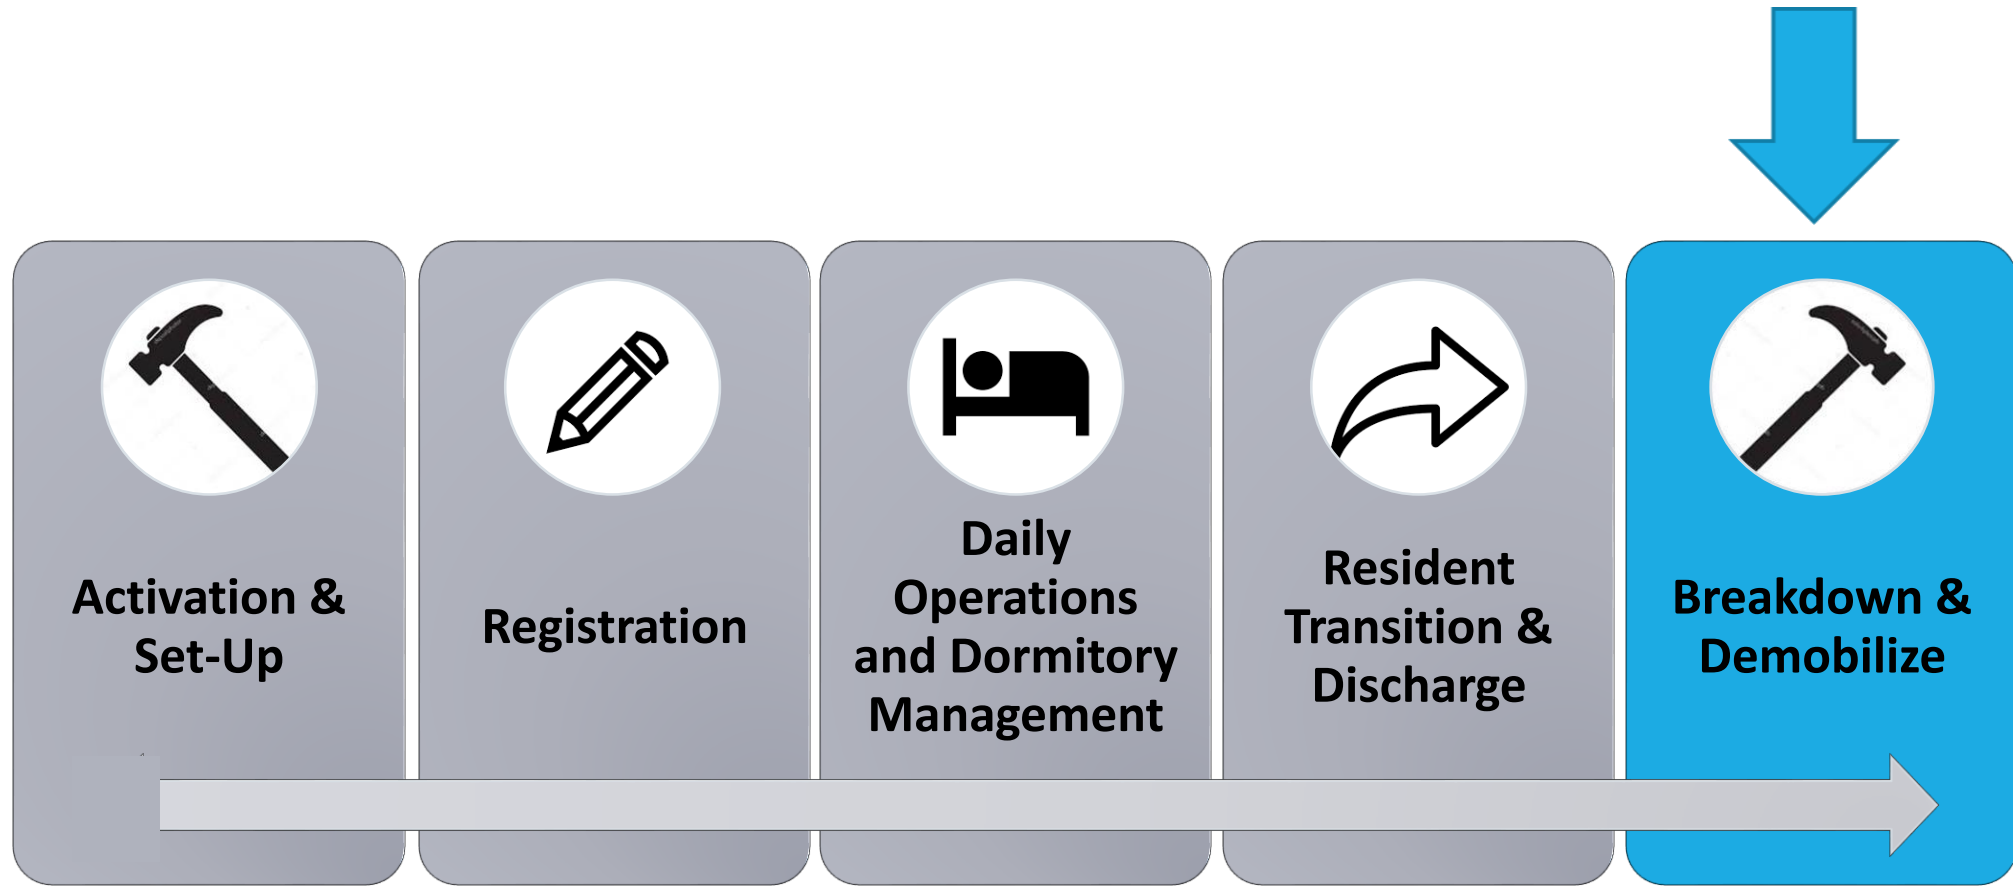 Activation &
Set-Up
Registration
Daily
Operations
and Dormitory
Management
Resident
Transition &
Discharge
Breakdown &
Demobilize